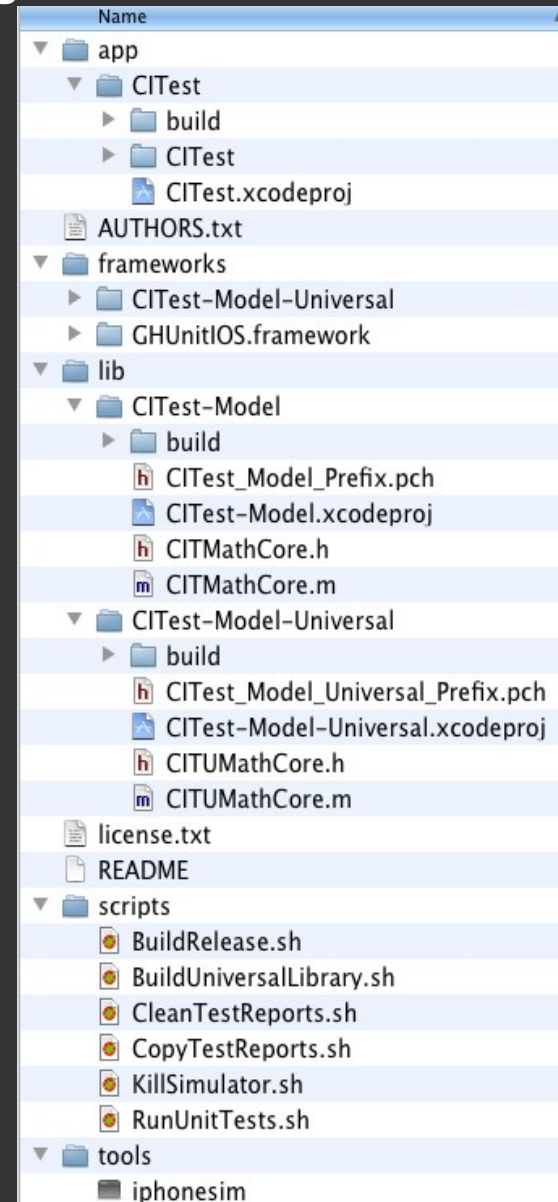 Name
app
CITest
build
CITest
CITest.xcodeproj
AUTHORS.txt
frameworks
CITest-Model-Universal
GHUnitIOS.framework
lib
CITest-Model
build
h CITest_Model_Prefix.pch
CITest-Model.xcodeproj
h CITMathCore.h
m CITMathCore.m
CITest-Model-Universal
build
h CITest_Model_Universal_Prefix.pch
CITest-Model-Universal.xcodeproj
h CITUMathCore.h
m CITUMathCore.m
license.txt
README
scripts
BuildRelease.sh
BuildUniversalLibrary.sh
CleanTestReports.sh
CopyTestReports.sh
KillSimulator.sh
RunUnitTests.sh
tools
iphonesim